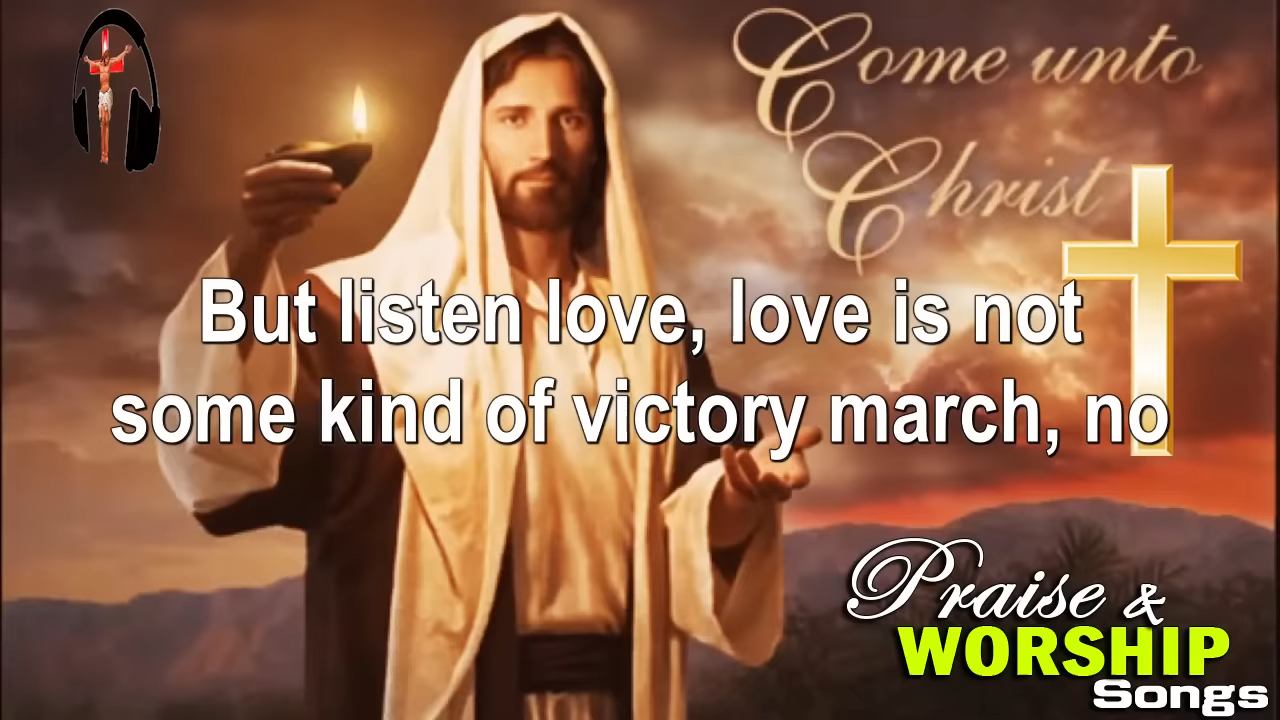 Come unto
Christ
But listen love, love is not
some kind of victory march, no
Praise &
WORSHIP
Songs